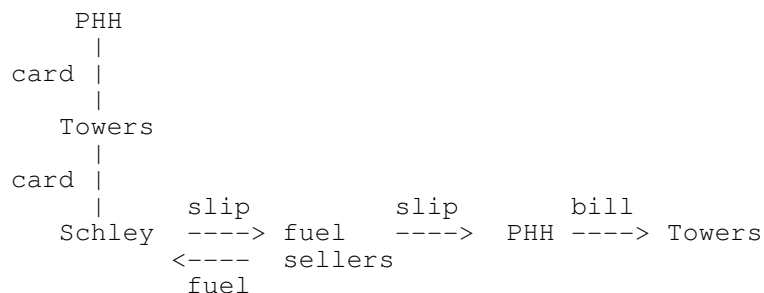 PHH
|
card |
|
Towers
|
card |
| slip slip bill
Schley ----> fuel ----> PHH ----> Towers
<---- sellers
fuel